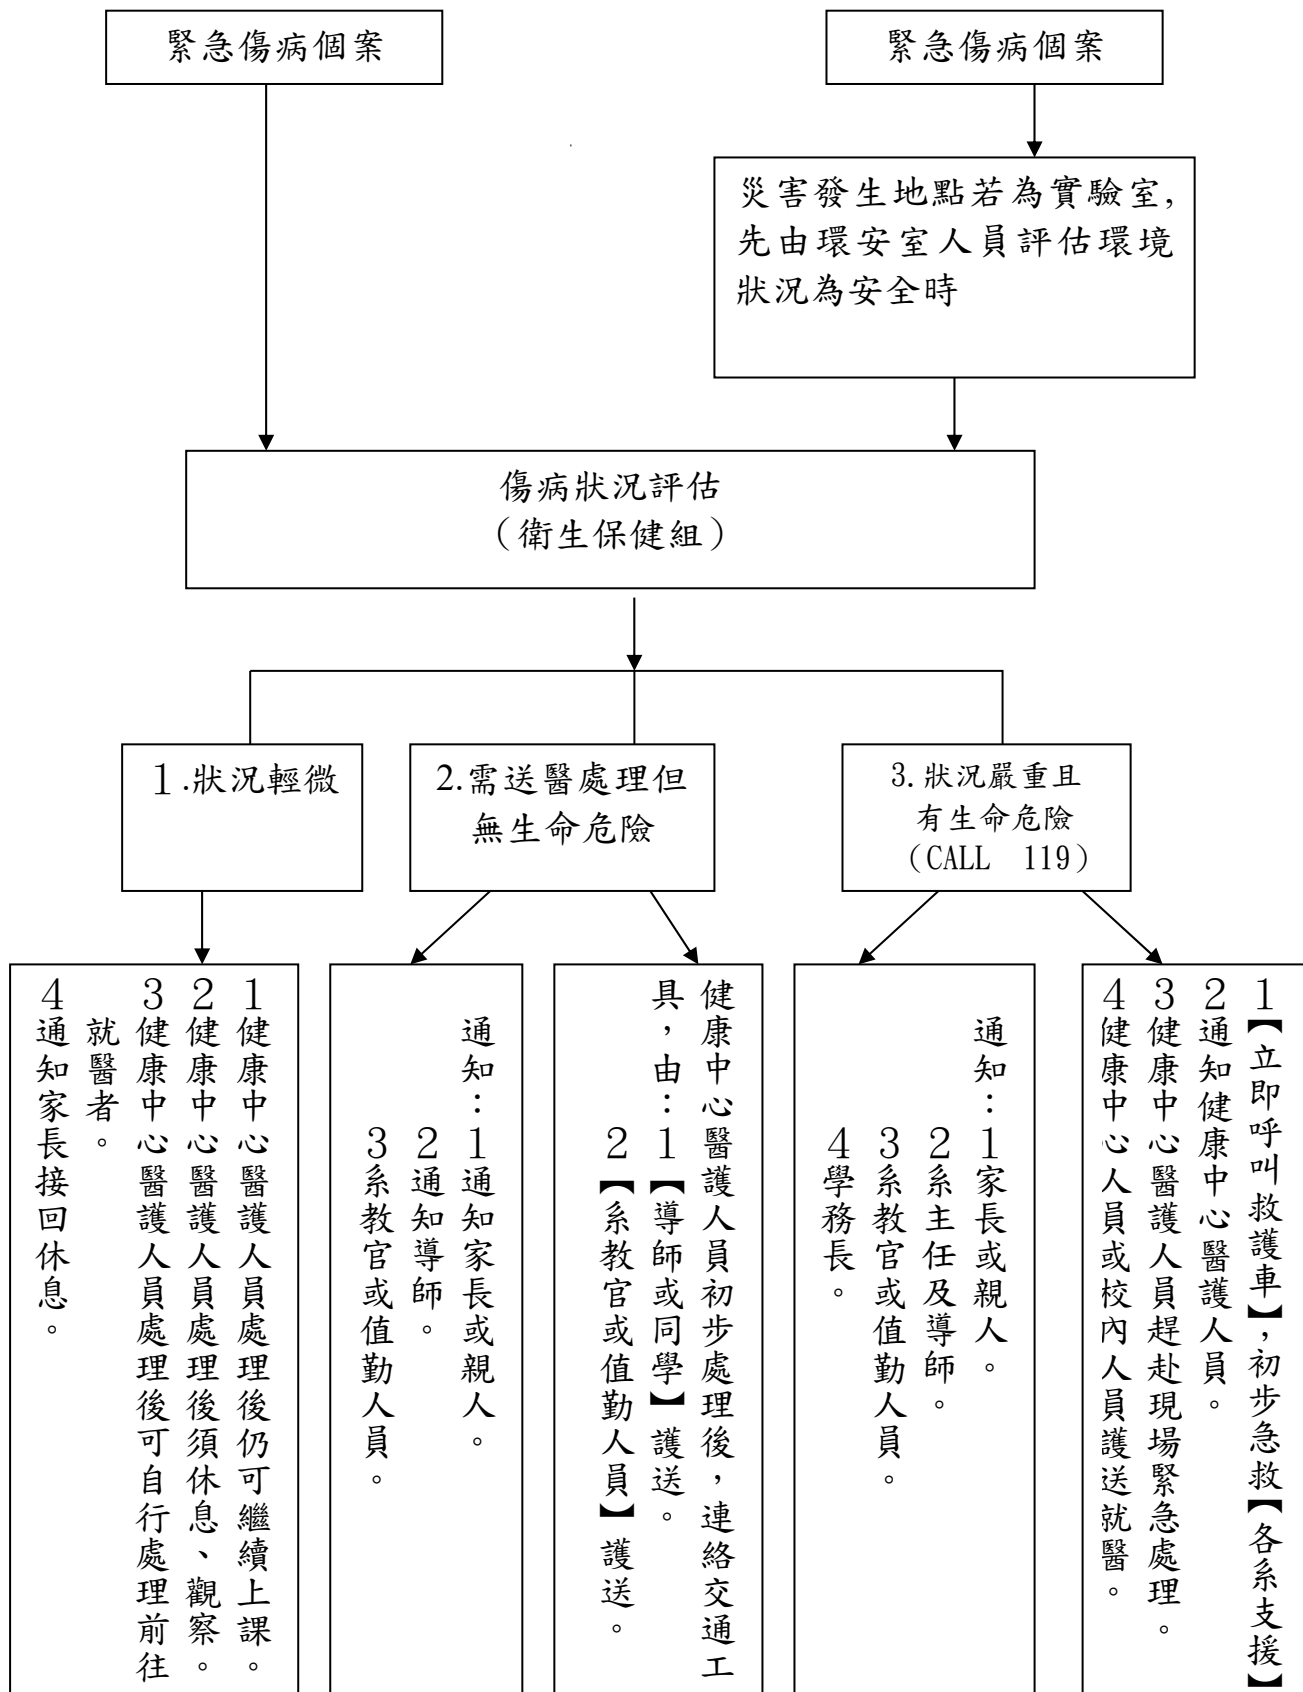 緊急傷病個案
緊急傷病個案
災害發生地點若為實驗室,
先由環安室人員評估環境
狀況為安全時
傷病狀況評估
（衛生保健組）
1.狀況輕微
2.需送醫處理但
無生命危險
3.狀況嚴重且
有生命危險
（CALL 119）
1健康中心醫護人員處理後仍可繼續上課。
2健康中心醫護人員處理後須休息、觀察。
3健康中心醫護人員處理後可自行處理前往
就醫者。
4通知家長接回休息。
通知：1通知家長或親人。
2通知導師。
3系教官或值勤人員。
健康中心醫護人員初步處理後，連絡交通工
具，由：1【導師或同學】護送。
2【系教官或值勤人員】護送。
通知：1家長或親人。
2系主任及導師。
3系教官或值勤人員。
4學務長。
1【立即呼叫救護車】，初步急救【各系支援】
2通知健康中心醫護人員。
3健康中心醫護人員趕赴現場緊急處理。
4健康中心人員或校內人員護送就醫。